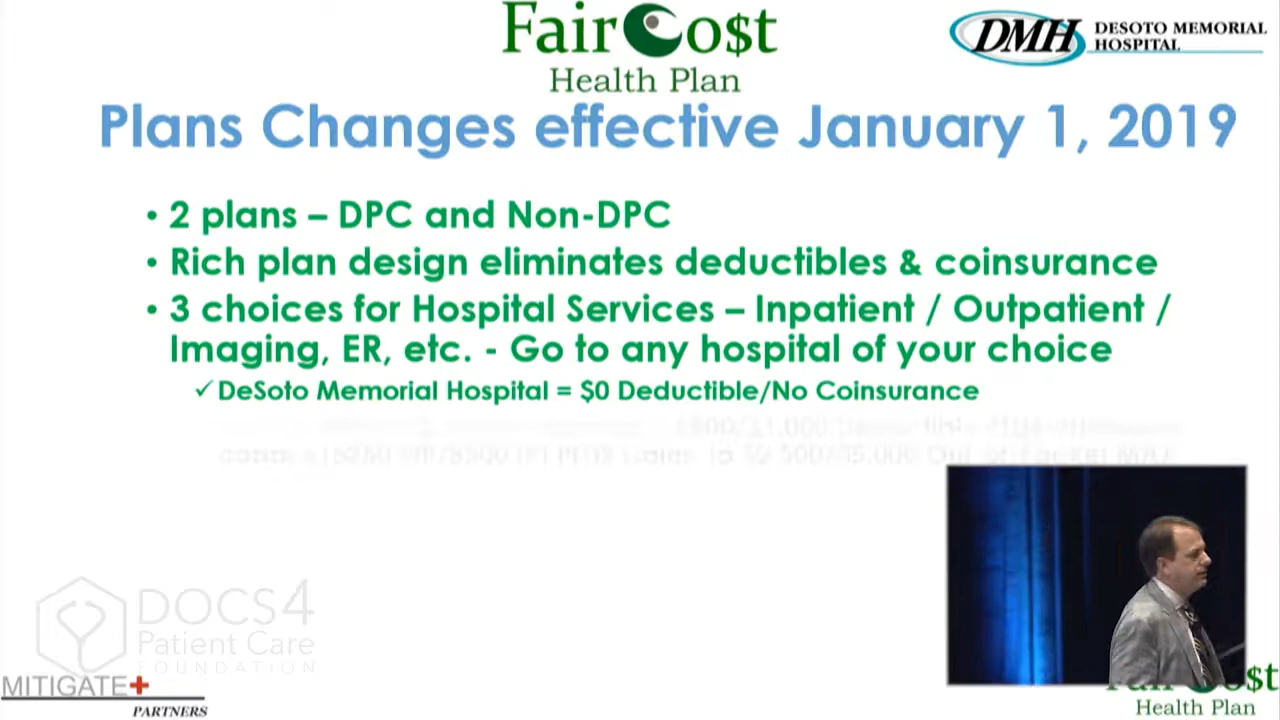 FairCo$t
Health Plan
DMH DESOTO MEMORIAL
HOSPITAL
Plans Changes effective January 1, 2019
• 2 plans – DPC and Non-DPC
• Rich plan design eliminates deductibles & coinsurance
• 3 choices for Hospital Services – Inpatient / Outpatient /
Imaging, ER, etc. - Go to any hospital of your choice
✓ DeSoto Memorial Hospital = $0 Deductible/No Coinsurance
DOCS4
Patient Care
FOUNDATION
MITIGATE+
PARTNERS
$t
Health Plan